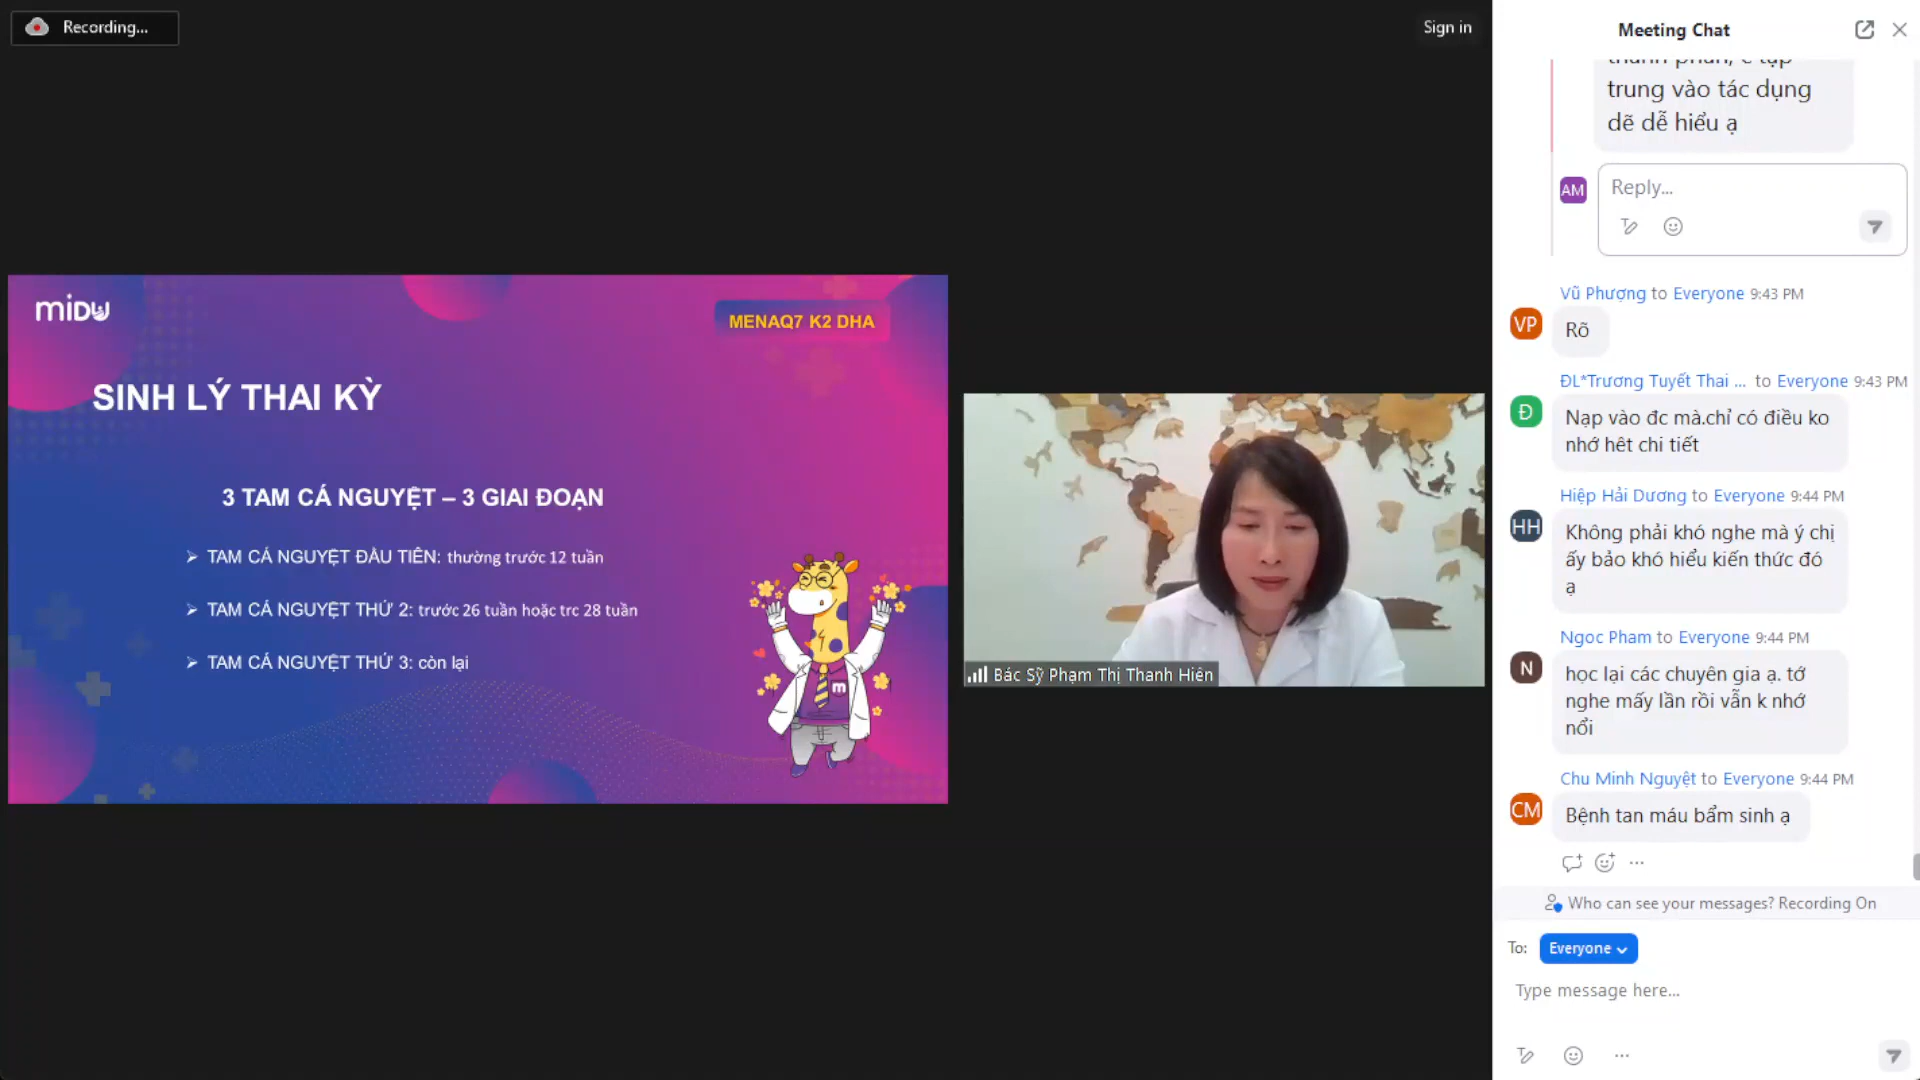 Recording...
Sign in
miDU
MENAQ7 K2 DHA
SINH LÝ THAI KỲ
3 TAM CÁ NGUYỆT – 3 GIAI ĐOẠN
➢ TAM CÁ NGUYỆT ĐẦU TIÊN: thường trước 12 tuần
➢ TAM CÁ NGUYỆT THỨ 2: trước 26 tuần hoặc trc 28 tuần
➢ TAM CÁ NGUYỆT THỨ 3: còn lại
m
Bác Sỹ Phạm Thị Thanh Hiên
Meeting Chat
trung vào tác dụng
dẽ dễ hiểu ạ
AM
Reply...
Vũ Phượng to Everyone 9:43 PM
VP
Rõ
ĐL*Trương Tuyết Thai ... to Everyone 9:43 PM
Đ
Nạp vào đc mà.chỉ có điều ko
nhớ hêt chi tiết
Hiệp Hải Dương to Everyone 9:44 PM
HH
Không phải khó nghe mà ý chị
ấy bảo khó hiểu kiến thức đó
ạ
Ngoc Pham to Everyone 9:44 PM
N
học lại các chuyên gia ạ. tớ
nghe mấy lần rồi vẫn k nhớ
nổi
Chu Minh Nguyệt to Everyone 9:44 PM
CM
Bệnh tan máu bẩm sinh ạ
Who can see your messages? Recording On
To: Everyone
Type message here...